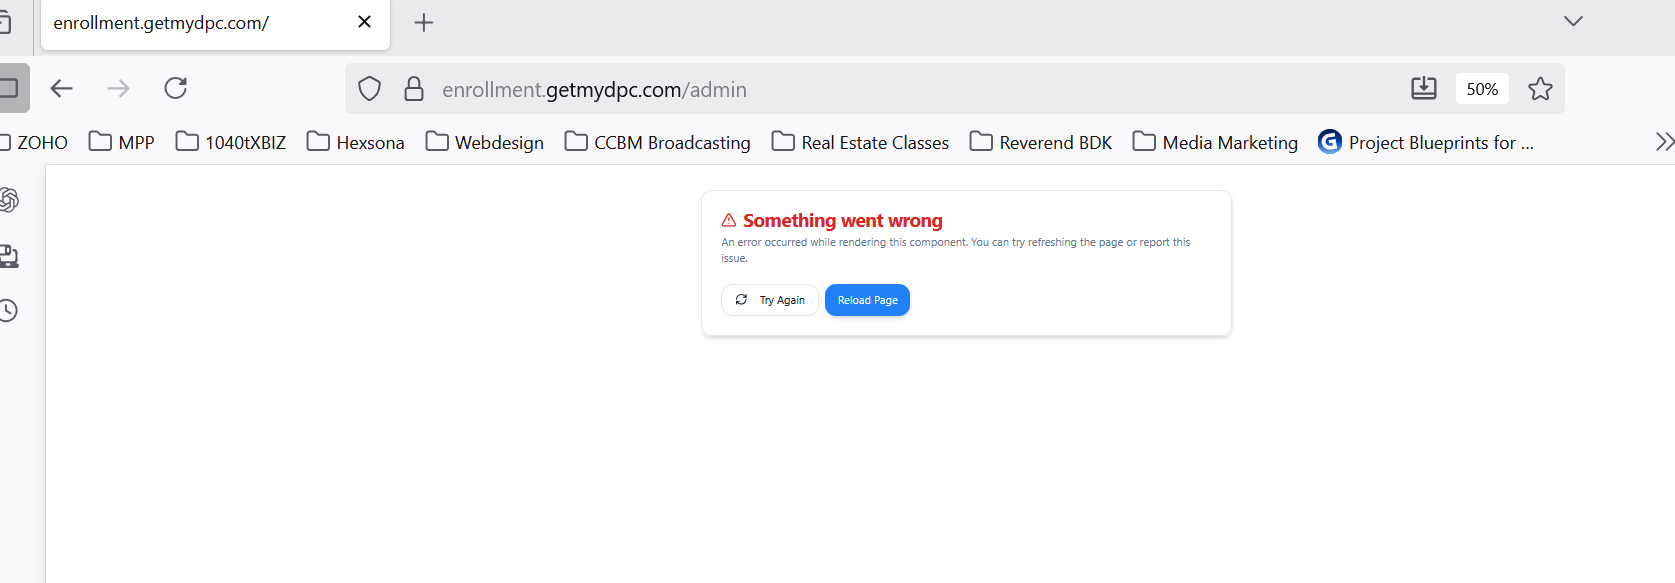 enrollment.getmydpc.com/
enrollment.getmydpc.com/admin
50%
ZOHO MPP 1040tXBIZ Hexsona Webdesign CCBM Broadcasting Real Estate Classes Reverend BDK Media Marketing Project Blueprints for ...
Something went wrong
An error occurred while rendering this component. You can try refreshing the page or report this
issue.
Try Again Reload Page